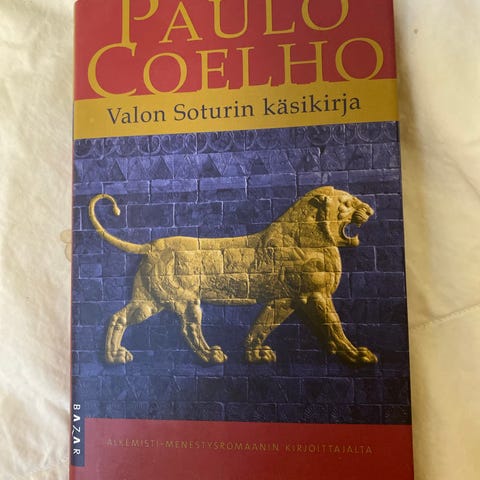 PAULO
COELHO
Valon Soturin käsikirja
BAZAR
ALKEMISTI-MENESTYSROMAANIN KIRJOITTAJALTA